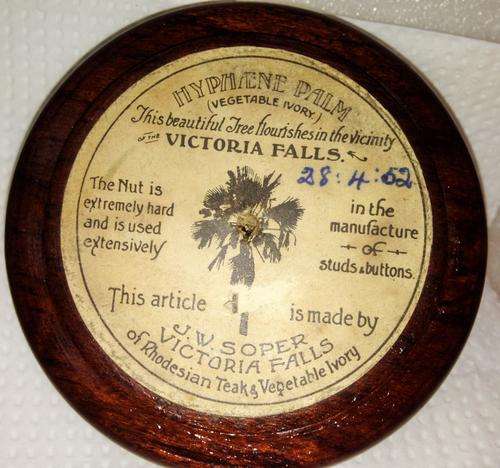 HYPHÆNE PALM
(VEGETABLE IVORY)
This beautiful Tree flourishes in the vicinity
OF THE VICTORIA FALLS.
28:4:52
The Nut is
extremely hard
and is used
extensively
in the
manufacture
of
studs & buttons.
This article is made by
J.W. SOPER
VICTORIA FALLS
of Rhodesian Teak & Vegetable Ivory